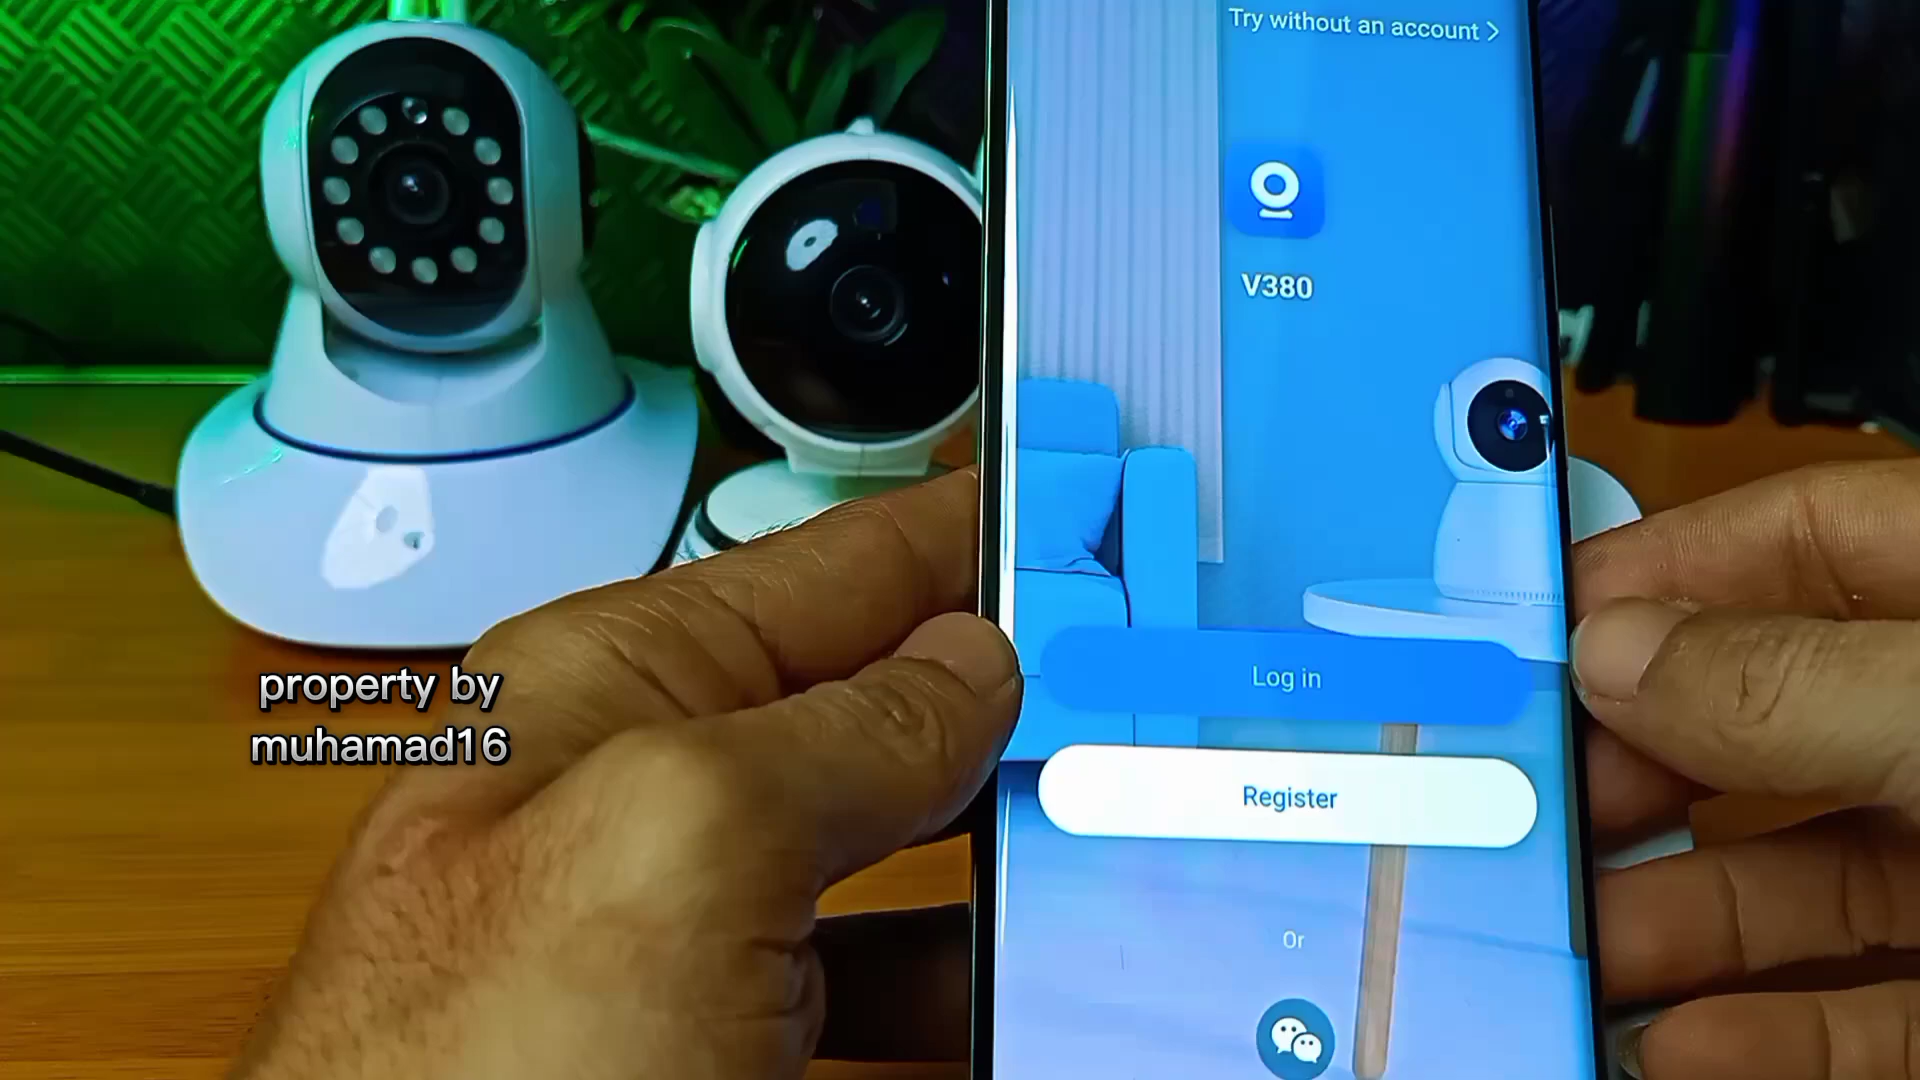 Try without an account >
V380
Log in
Register
Or
property by
muhamad16